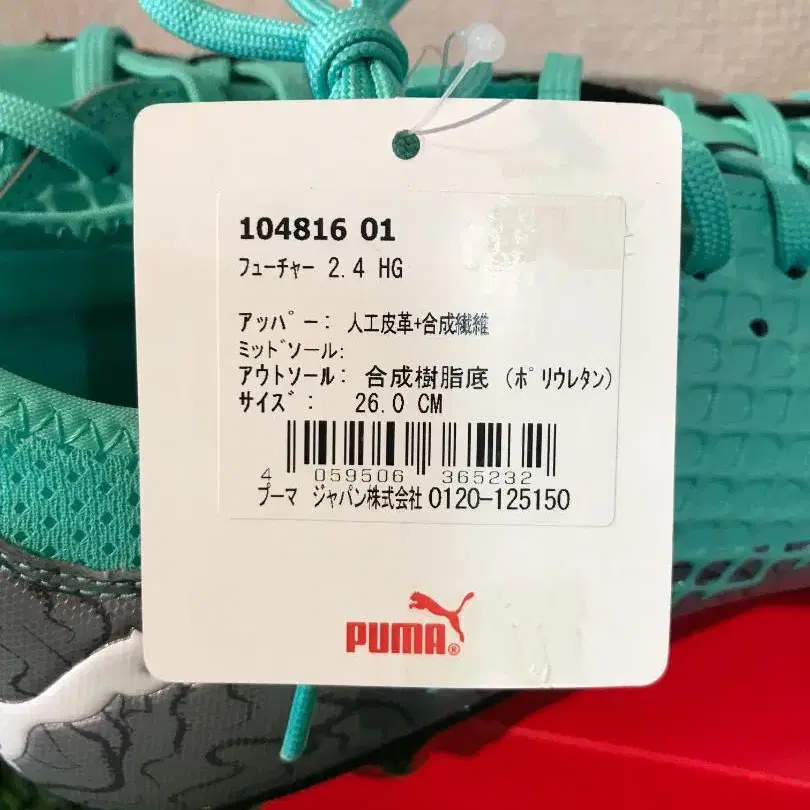 104816 01
フューチャー 2.4 HG
アッパー: 人工皮革+合成繊維
ミッドソール:
アウトソール: 合成樹脂底 (ポリウレタン)
サイズ: 26.0 CM
4 059506 365232
プーマ ジャパン株式会社 0120-125150
PUMA®